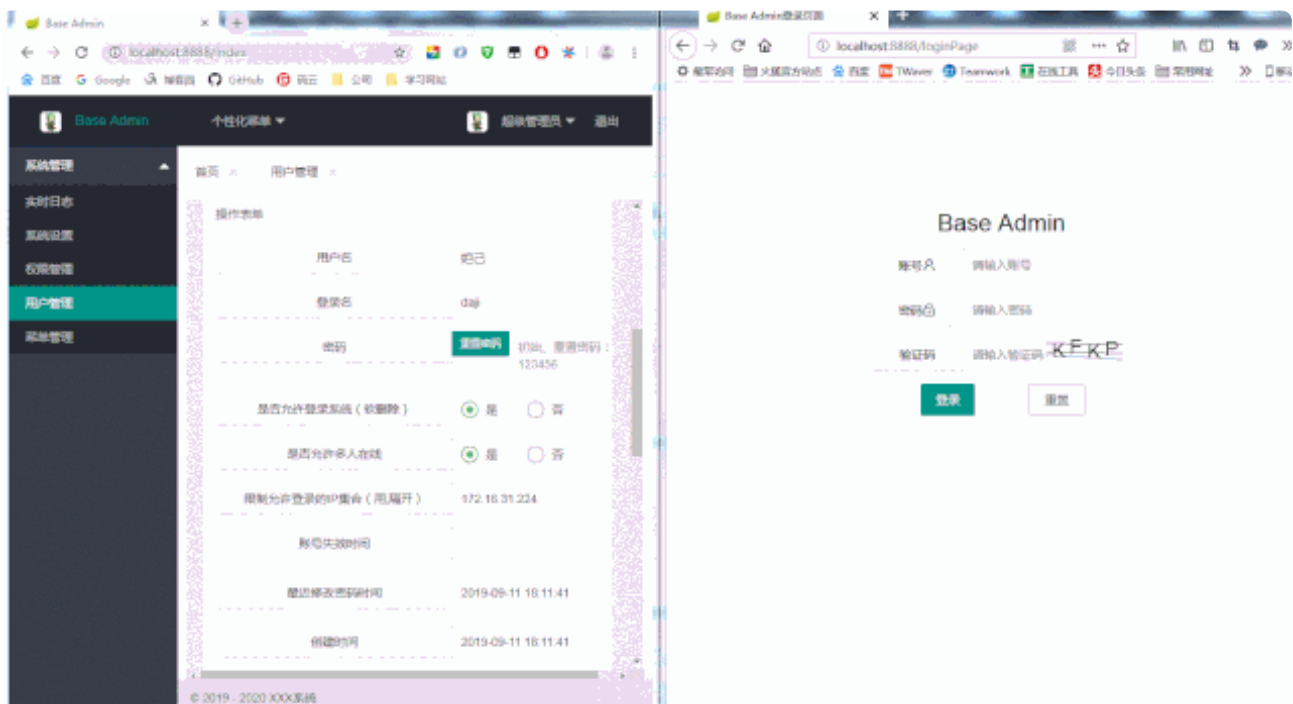 Base Admin
localhost:8888/index
百度 Google 博客园 GitHub 码云 公司 学习网站
Base Admin 个性化菜单 超级管理员 退出
系统管理
实时日志
系统设置
权限管理
用户管理
菜单管理
首页 用户管理
操作表单
用户名 妲己
登录名 daji
密码 重置密码 初始、重置密码：
123456
是否允许登录系统（软删除） 是 否
是否允许多人在线 是 否
限制允许登录的IP集合（用,隔开） 172.16.31.224
账号失效时间
最近修改密码时间 2019-09-11 18:11:41
创建时间 2019-09-11 18:11:41
© 2019 - 2020 XXX系统
Base Admin登录页面
localhost:8888/loginPage
火狐官方站点 百度 TWaver Teamwork 在线工具 今日头条 常用网址
Base Admin
账号 请输入账号
密码 请输入密码
验证码 请输入验证码 KFKP
登录 重置